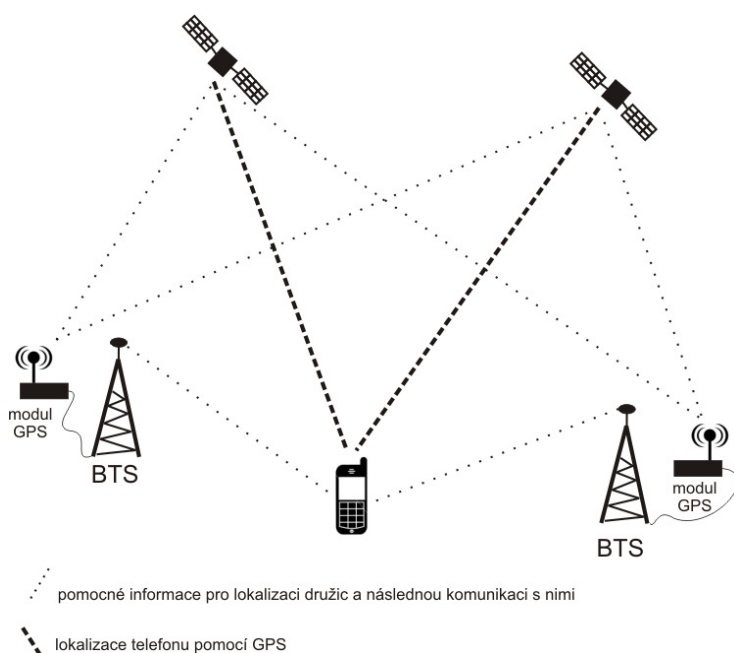 modul
GPS
BTS
modul
GPS
BTS
pomocné informace pro lokalizaci družic a následnou komunikaci s nimi
lokalizace telefonu pomocí GPS